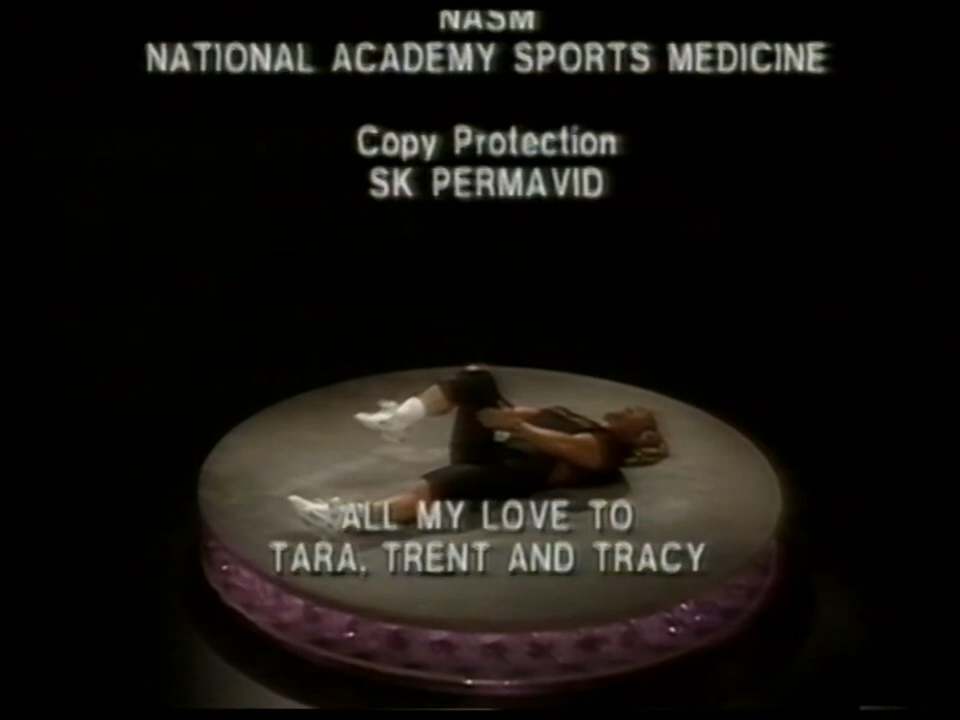 NASM
NATIONAL ACADEMY SPORTS MEDICINE
Copy Protection
SK PERMAVID
ALL MY LOVE TO
TARA, TRENT AND TRACY